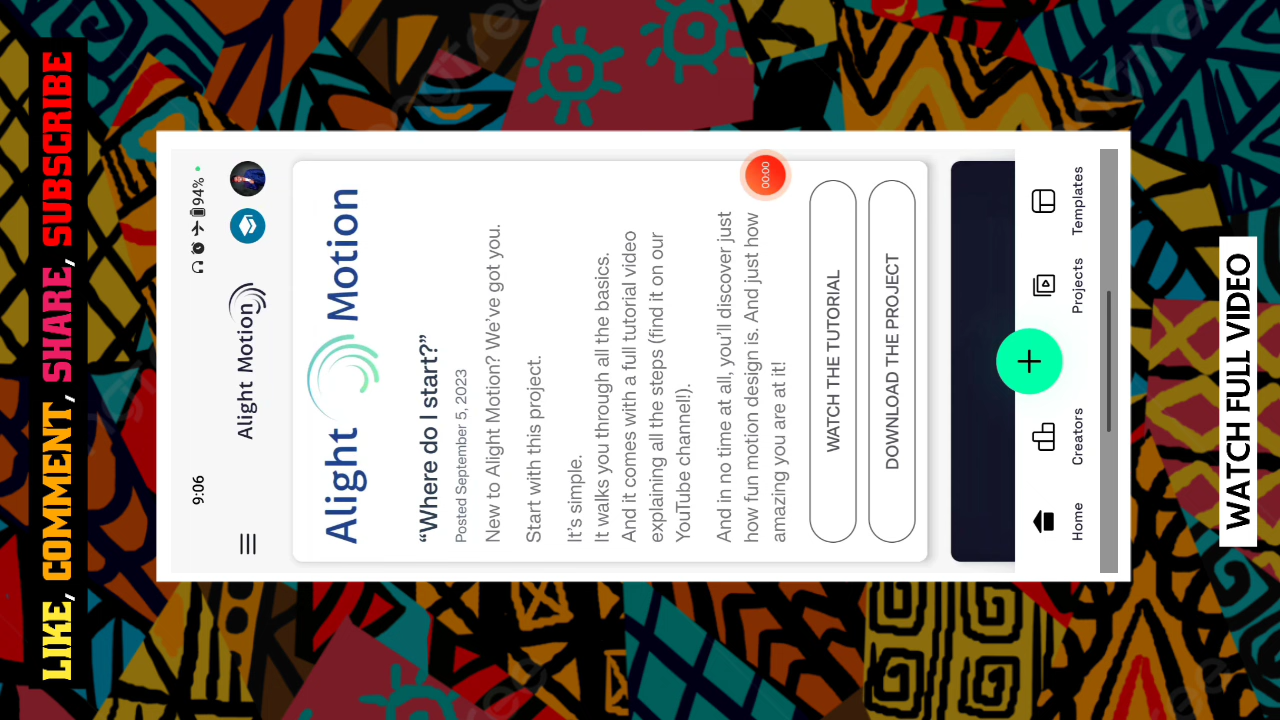 LIKE, COMMENT, SHARE, SUBSCRIBE
9:06
94%
Alight Motion
Alight Motion
“Where do I start?”
Posted September 5, 2023
New to Alight Motion? We’ve got you.
Start with this project.
It’s simple.
It walks you through all the basics.
And it comes with a full tutorial video
explaining all the steps (find it on our
YouTube channel!).
And in no time at all, you’ll discover just
how fun motion design is. And just how
amazing you are at it!
00:00
WATCH THE TUTORIAL
DOWNLOAD THE PROJECT
Home
Creators
Projects
Templates
WATCH FULL VIDEO